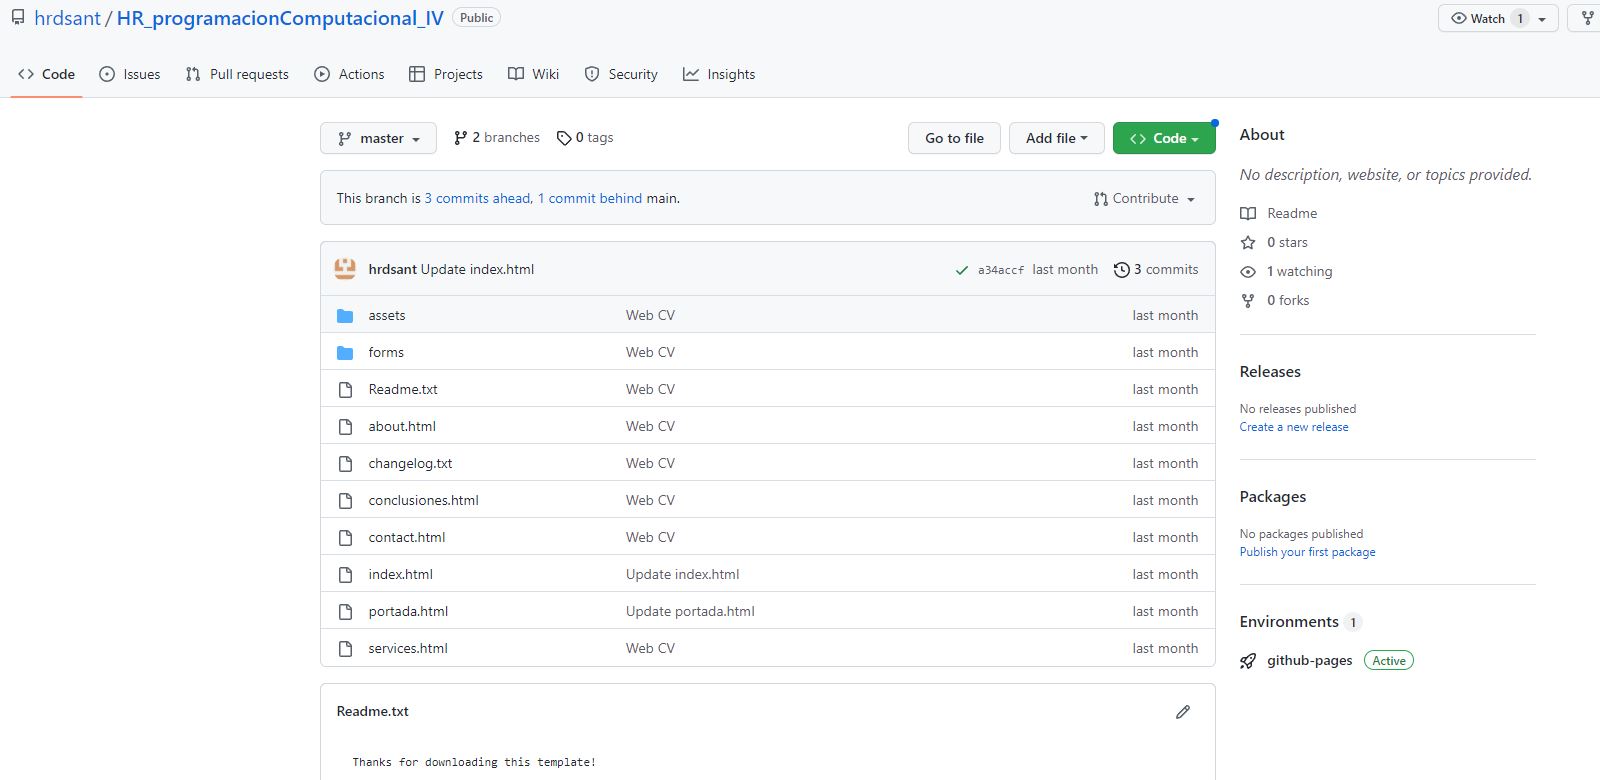 hrdsant / HR_programacionComputacional_IV Public
Watch 1
Code Issues Pull requests Actions Projects Wiki Security Insights
master 2 branches 0 tags Go to file Add file Code
This branch is 3 commits ahead, 1 commit behind main. Contribute
hrdsant Update index.html a34accf last month 3 commits
assets Web CV last month
forms Web CV last month
Readme.txt Web CV last month
about.html Web CV last month
changelog.txt Web CV last month
conclusiones.html Web CV last month
contact.html Web CV last month
index.html Update index.html last month
portada.html Update portada.html last month
services.html Web CV last month
Readme.txt
Thanks for downloading this template!
About
No description, website, or topics provided.
Readme
0 stars
1 watching
0 forks
Releases
No releases published
Create a new release
Packages
No packages published
Publish your first package
Environments 1
github-pages Active